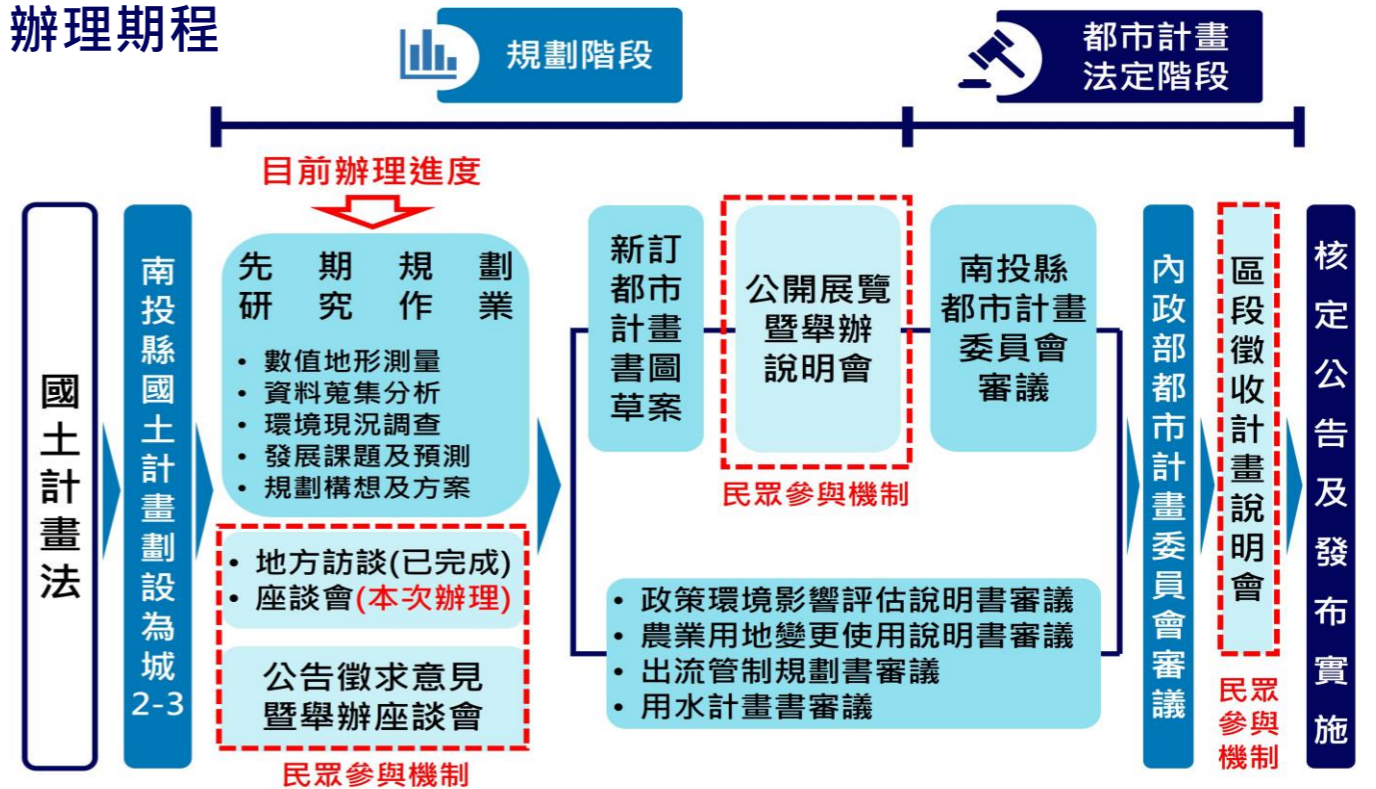 辦理期程
規劃階段
都市計畫
法定階段
目前辦理進度
國土計畫法
南投縣國土計畫劃設為城2-3
先期規劃
研究作業
• 數值地形測量
• 資料蒐集分析
• 環境現況調查
• 發展課題及預測
• 規劃構想及方案
• 地方訪談(已完成)
• 座談會(本次辦理)
公告徵求意見
暨舉辦座談會
民眾參與機制
新訂
都市
計畫
書圖
草案
公開展覽
暨舉辦
說明會
民眾參與機制
南投縣
都市計畫
委員會
審議
• 政策環境影響評估說明書審議
• 農業用地變更使用說明書審議
• 出流管制規劃書審議
• 用水計畫書審議
內政部都市計畫委員會審議
區段徵收計畫說明會
民眾
參與
機制
核定公告及發布實施